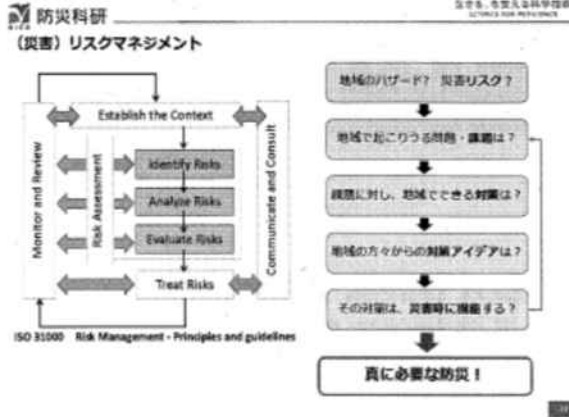 防災科研
SCIENCE FOR RESILIENCE
（災害）リスクマネジメント
Establish the Context
Monitor and Review
Risk Assessment
Identify Risks
Analyze Risks
Evaluate Risks
Treat Risks
Communicate and Consult
ISO 31000 Risk Management - Principles and guidelines
地域のハザード？ 災害リスク？
地域で起こりうる問題・課題は？
課題に対し、地域でできる対策は？
地域の方々からの対策アイデアは？
その対策は、災害時に機能する？
真に必要な防災！